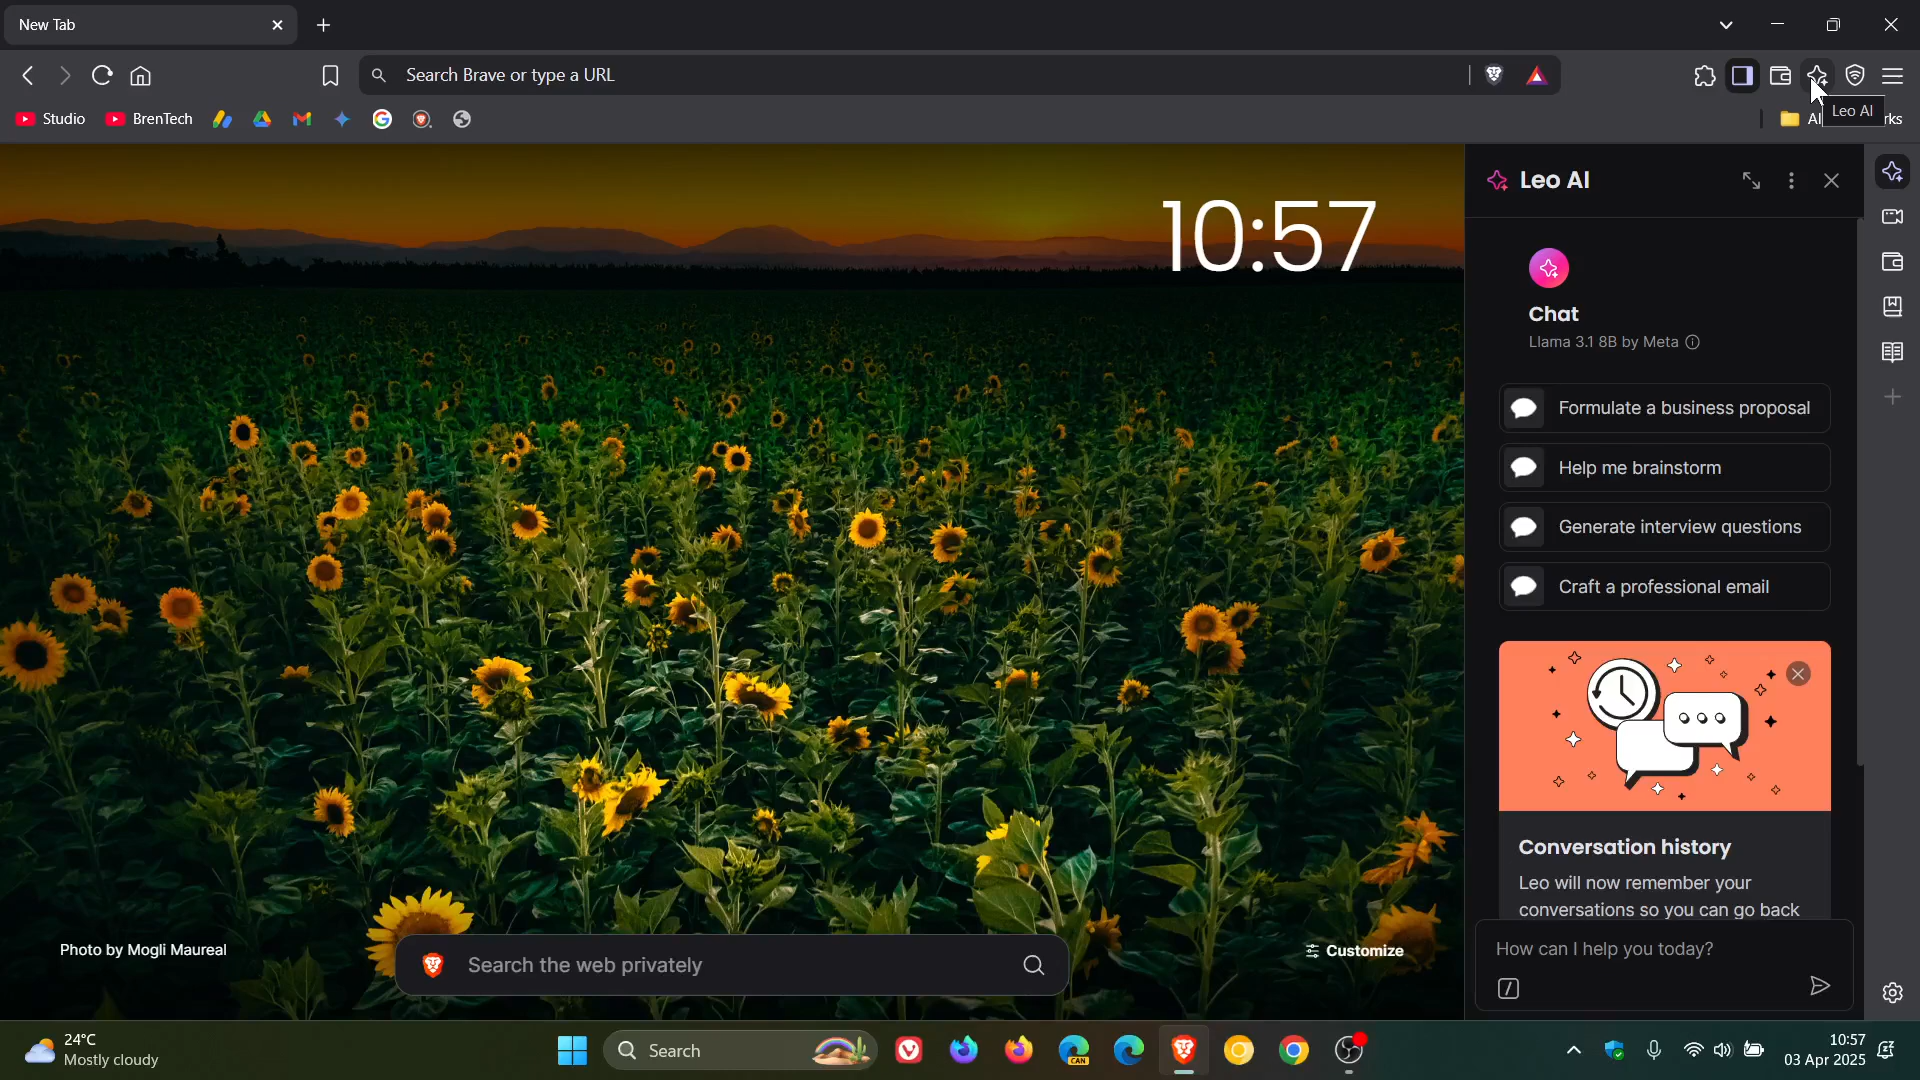 New Tab
Search Brave or type a URL
Studio
BrenTech
Leo AI
rks
10:57
Leo AI
Chat
Llama 3.1 8B by Meta
Formulate a business proposal
Help me brainstorm
Generate interview questions
Craft a professional email
Conversation history
Leo will now remember your
conversations so you can go back
How can I help you today?
/
Photo by Mogli Maureal
Search the web privately
Customize
24°C
Mostly cloudy
Search
CAN
10:57
03 Apr 2025